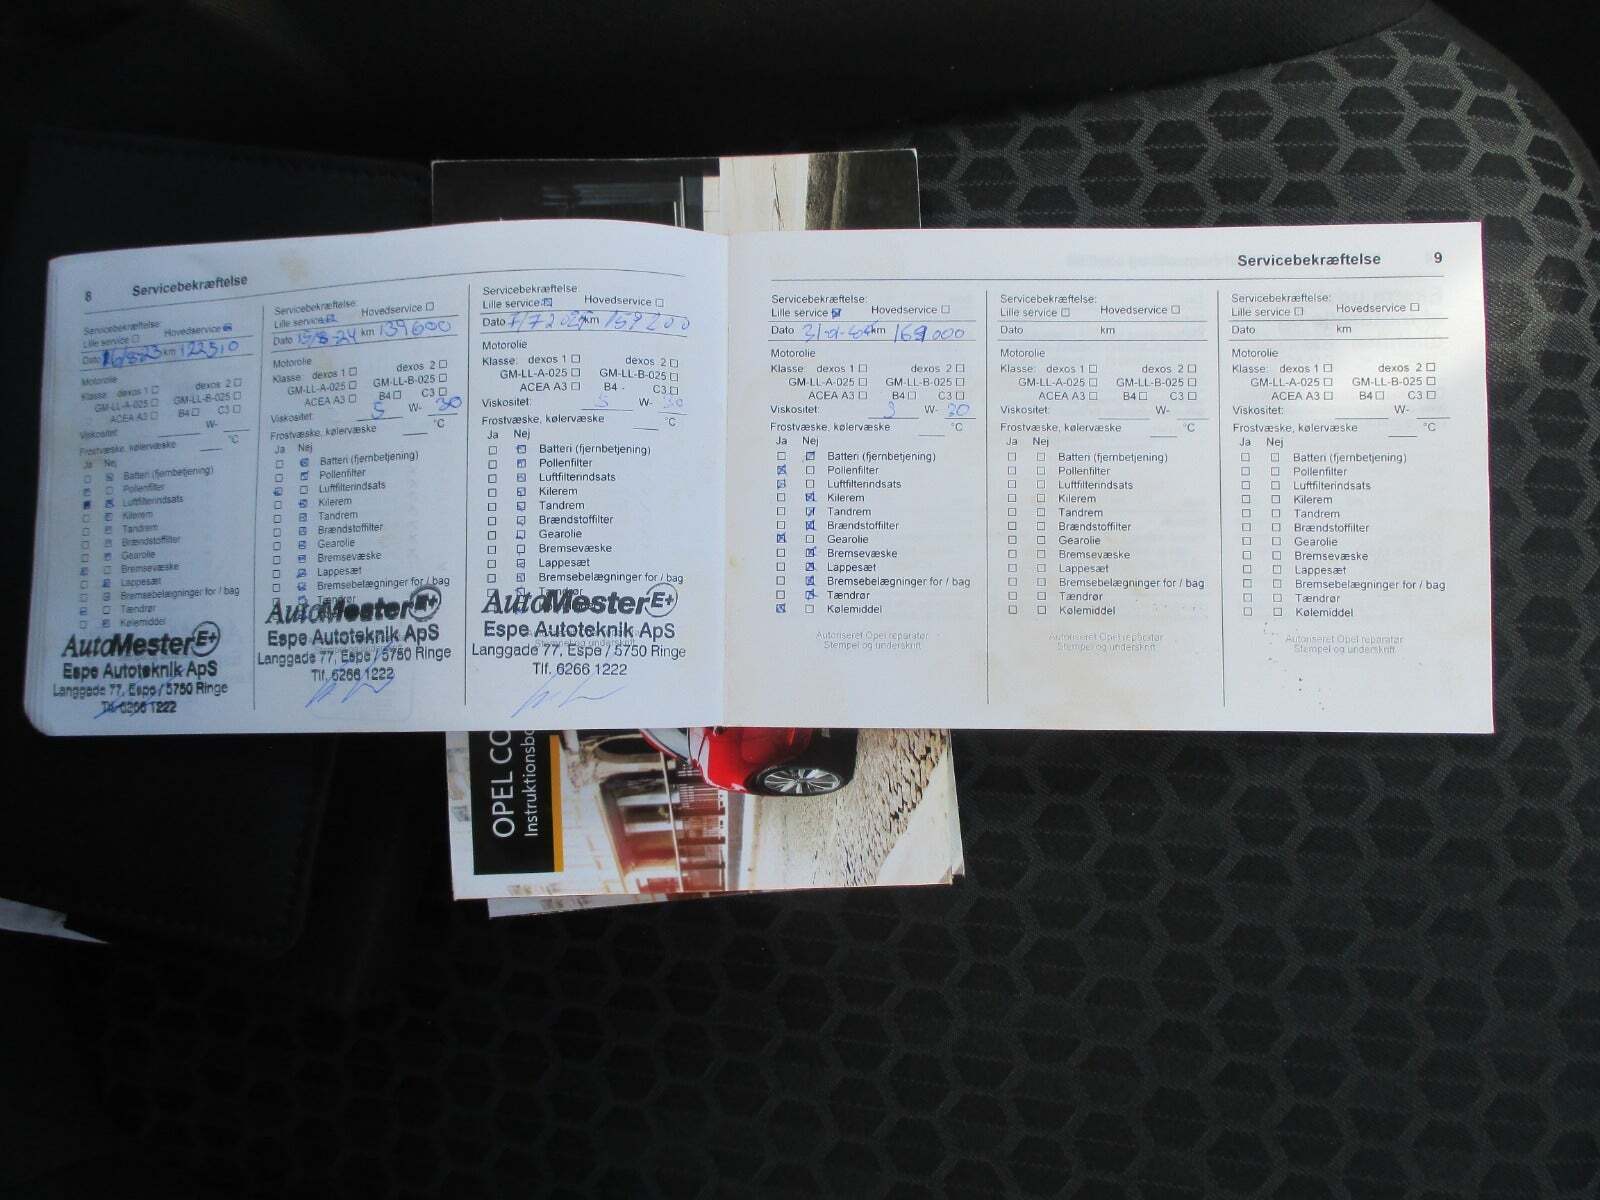 8 Servicebekræftelse
Servicebekræftelse:
Lille service Hovedservice
Dato 16/8-23 km 122510
Motorolie
Klasse: dexos 1 dexos 2
GM-LL-A-025 GM-LL-B-025
ACEA A3 B4 C3
Viskositet: W-
Frostvæske, kølervæske °C
Ja Nej
Batteri (fjernbetjening)
Pollenfilter
Luftfilterindsats
Kilerem
Tandrem
Brændstoffilter
Gearolie
Bremsevæske
Lappesæt
Bremsebelægninger for / bag
Tændrør
Kølemiddel
AutoMester E+
Espe Autoteknik ApS
Langgade 77, Espe / 5750 Ringe
Tlf. 6266 1222
Servicebekræftelse:
Lille service Hovedservice
Dato 15/8-24 km 139600
Motorolie
Klasse: dexos 1 dexos 2
GM-LL-A-025 GM-LL-B-025
ACEA A3 B4 C3
Viskositet: 5 W- 30
Frostvæske, kølervæske °C
Ja Nej
Batteri (fjernbetjening)
Pollenfilter
Luftfilterindsats
Kilerem
Tandrem
Brændstoffilter
Gearolie
Bremsevæske
Lappesæt
Bremsebelægninger for / bag
AutoMester E+
Espe Autoteknik ApS
Langgade 77, Espe / 5750 Ringe
Tlf. 6266 1222
Servicebekræftelse:
Lille service Hovedservice
Dato km 159200
Motorolie
Klasse: dexos 1 dexos 2
GM-LL-A-025 GM-LL-B-025
ACEA A3 B4 C3
Viskositet: 5 W- 30
Frostvæske, kølervæske °C
Ja Nej
Batteri (fjernbetjening)
Pollenfilter
Luftfilterindsats
Kilerem
Tandrem
Brændstoffilter
Gearolie
Bremsevæske
Lappesæt
Bremsebelægninger for / bag
Tændrør
AutoMester E+
Espe Autoteknik ApS
Stempel og underskrift
Langgade 77, Espe / 5750 Ringe
Tlf. 6266 1222
Servicebekræftelse 9
Servicebekræftelse:
Lille service Hovedservice
Dato km 169000
Motorolie
Klasse: dexos 1 dexos 2
GM-LL-A-025 GM-LL-B-025
ACEA A3 B4 C3
Viskositet: W- 30
Frostvæske, kølervæske °C
Ja Nej
Batteri (fjernbetjening)
Pollenfilter
Luftfilterindsats
Kilerem
Tandrem
Brændstoffilter
Gearolie
Bremsevæske
Lappesæt
Bremsebelægninger for / bag
Tændrør
Kølemiddel
Autoriseret Opel reparatør
Stempel og underskrift
Servicebekræftelse:
Lille service Hovedservice
Dato km
Motorolie
Klasse: dexos 1 dexos 2
GM-LL-A-025 GM-LL-B-025
ACEA A3 B4 C3
Viskositet: W-
Frostvæske, kølervæske °C
Ja Nej
Batteri (fjernbetjening)
Pollenfilter
Luftfilterindsats
Kilerem
Tandrem
Brændstoffilter
Gearolie
Bremsevæske
Lappesæt
Bremsebelægninger for / bag
Tændrør
Kølemiddel
Autoriseret Opel reparatør
Stempel og underskrift
Servicebekræftelse:
Lille service Hovedservice
Dato km
Motorolie
Klasse: dexos 1 dexos 2
GM-LL-A-025 GM-LL-B-025
ACEA A3 B4 C3
Viskositet: W-
Frostvæske, kølervæske °C
Ja Nej
Batteri (fjernbetjening)
Pollenfilter
Luftfilterindsats
Kilerem
Tandrem
Brændstoffilter
Gearolie
Bremsevæske
Lappesæt
Bremsebelægninger for / bag
Tændrør
Kølemiddel
Autoriseret Opel reparatør
Stempel og underskrift
OPEL CO
Instruktionsbo